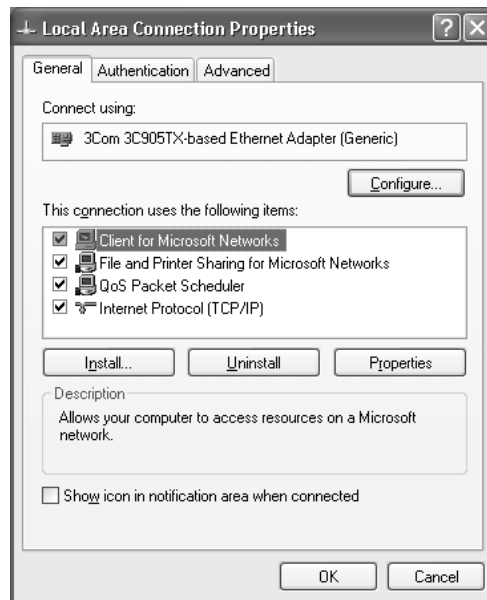 Local Area Connection Properties
General Authentication Advanced
Connect using:
3Com 3C905TX-based Ethernet Adapter (Generic)
Configure...
This connection uses the following items:
Client for Microsoft Networks
File and Printer Sharing for Microsoft Networks
QoS Packet Scheduler
Internet Protocol (TCP/IP)
Install... Uninstall Properties
Description
Allows your computer to access resources on a Microsoft
network.
Show icon in notification area when connected
OK Cancel